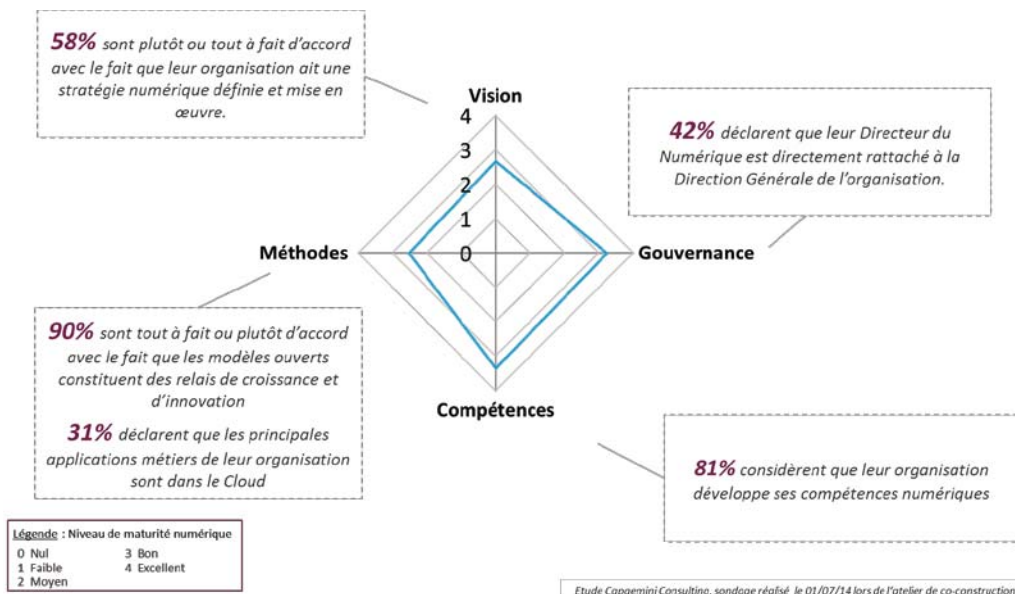 58% sont plutôt ou tout à fait d'accord
avec le fait que leur organisation ait une
stratégie numérique définie et mise en
œuvre.
Vision
4
3
2
1
0
42% déclarent que leur Directeur du
Numérique est directement rattaché à la
Direction Générale de l'organisation.
Méthodes
Gouvernance
90% sont tout à fait ou plutôt d'accord
avec le fait que les modèles ouverts
constituent des relais de croissance et
d'innovation
31% déclarent que les principales
applications métiers de leur organisation
sont dans le Cloud
Compétences
81% considèrent que leur organisation
développe ses compétences numériques
Légende : Niveau de maturité numérique
0 Nul 3 Bon
1 Faible 4 Excellent
2 Moyen
Etude Capgemini Consulting, sondage réalisé le 01/07/14 lors de l'atelier de co-construction